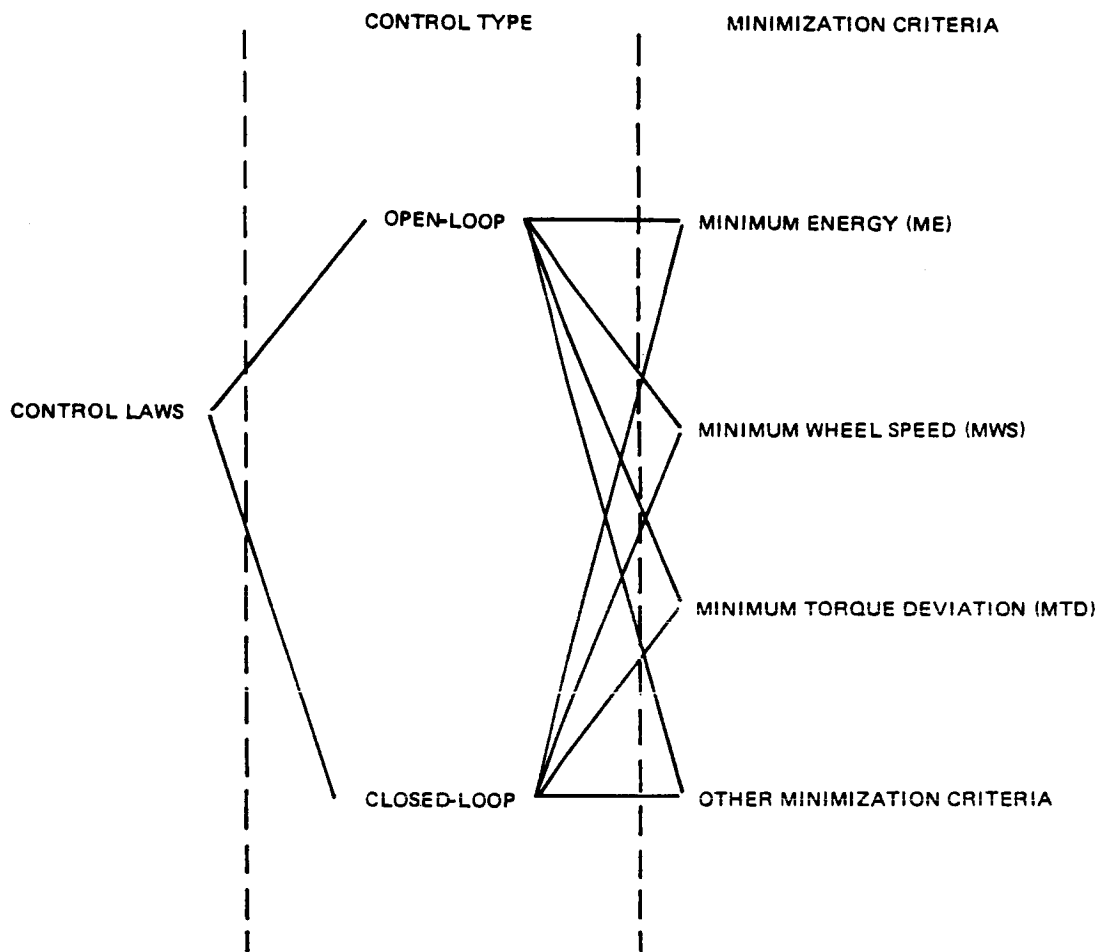 CONTROL TYPE
MINIMIZATION CRITERIA
OPEN-LOOP
MINIMUM ENERGY (ME)
CONTROL LAWS
MINIMUM WHEEL SPEED (MWS)
MINIMUM TORQUE DEVIATION (MTD)
CLOSED-LOOP
OTHER MINIMIZATION CRITERIA